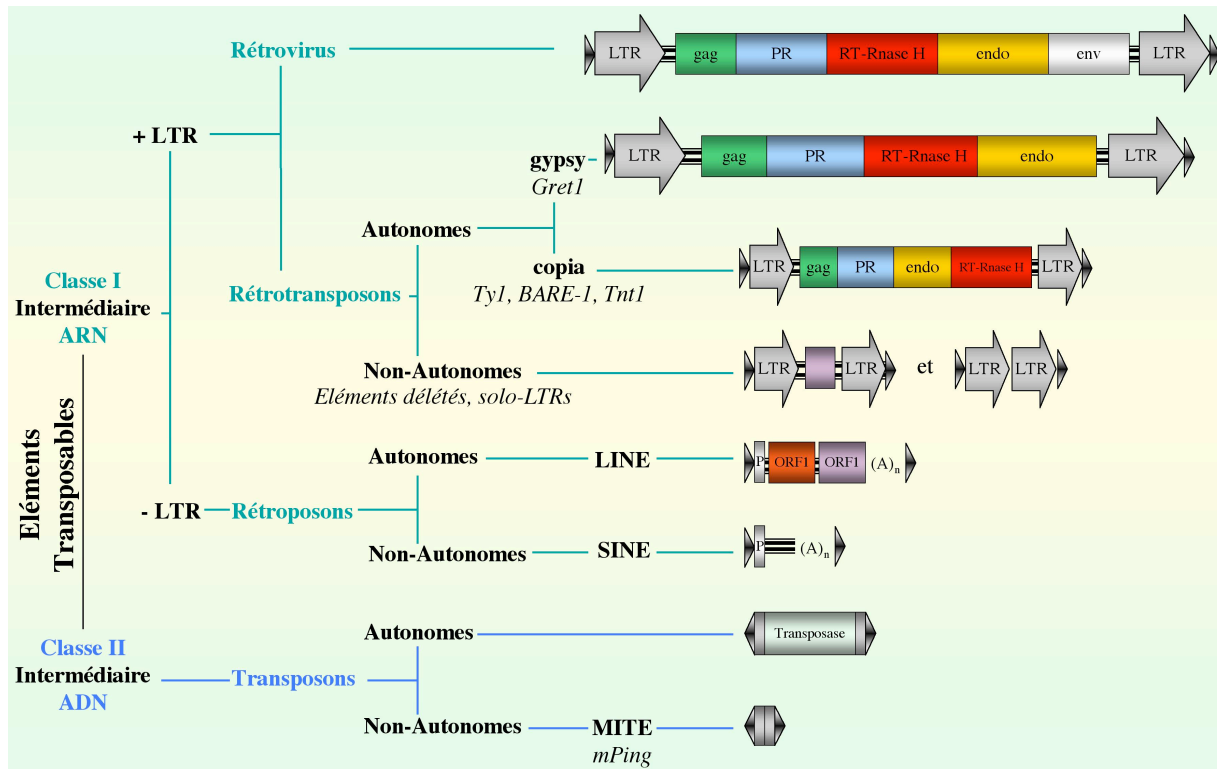 Rétrovirus
LTR gag PR RT-Rnase H endo env LTR
+ LTR
gypsy
Gret1
LTR gag PR RT-Rnase H endo LTR
Autonomes
copia
Ty1, BARE-1, Tnt1
LTR gag PR endo RT-Rnase H LTR
Classe I
Intermédiaire
ARN
Rétrotransposons
Non-Autonomes
Eléments délétés, solo-LTRs
LTR LTR et LTR LTR
Eléments
Transposables
Autonomes LINE P ORF1 ORF1 (A)n
- LTR Rétroposons
Non-Autonomes SINE P (A)n
Classe II
Intermédiaire
ADN
Transposons
Autonomes Transposase
Non-Autonomes MITE
mPing